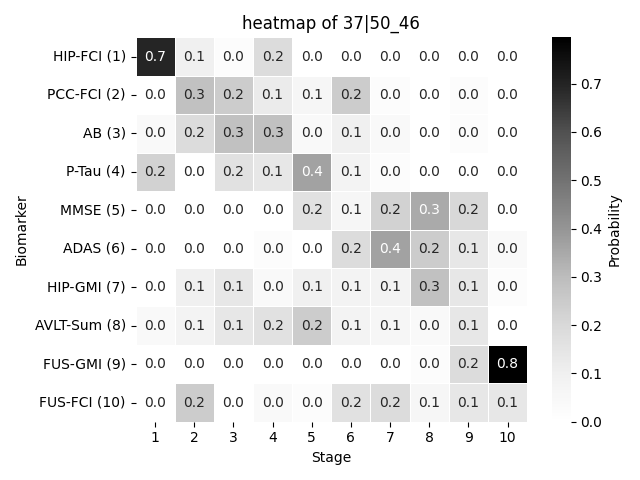 heatmap of 37|50_46
HIP-FCI (1) 0.7 0.1 0.0 0.2 0.0 0.0 0.0 0.0 0.0 0.0
PCC-FCI (2) 0.0 0.3 0.2 0.1 0.1 0.2 0.0 0.0 0.0 0.0
AB (3) 0.0 0.2 0.3 0.3 0.0 0.1 0.0 0.0 0.0 0.0
P-Tau (4) 0.2 0.0 0.2 0.1 0.4 0.1 0.0 0.0 0.0 0.0
MMSE (5) 0.0 0.0 0.0 0.0 0.2 0.1 0.2 0.3 0.2 0.0
ADAS (6) 0.0 0.0 0.0 0.0 0.0 0.2 0.4 0.2 0.1 0.0
HIP-GMI (7) 0.0 0.1 0.1 0.0 0.1 0.1 0.1 0.3 0.1 0.0
AVLT-Sum (8) 0.0 0.1 0.1 0.2 0.2 0.1 0.1 0.0 0.1 0.0
FUS-GMI (9) 0.0 0.0 0.0 0.0 0.0 0.0 0.0 0.0 0.2 0.8
FUS-FCI (10) 0.0 0.2 0.0 0.0 0.0 0.2 0.2 0.1 0.1 0.1
1 2 3 4 5 6 7 8 9 10
Stage
Biomarker
0.7
0.6
0.5
0.4
0.3
0.2
0.1
0.0
Probability